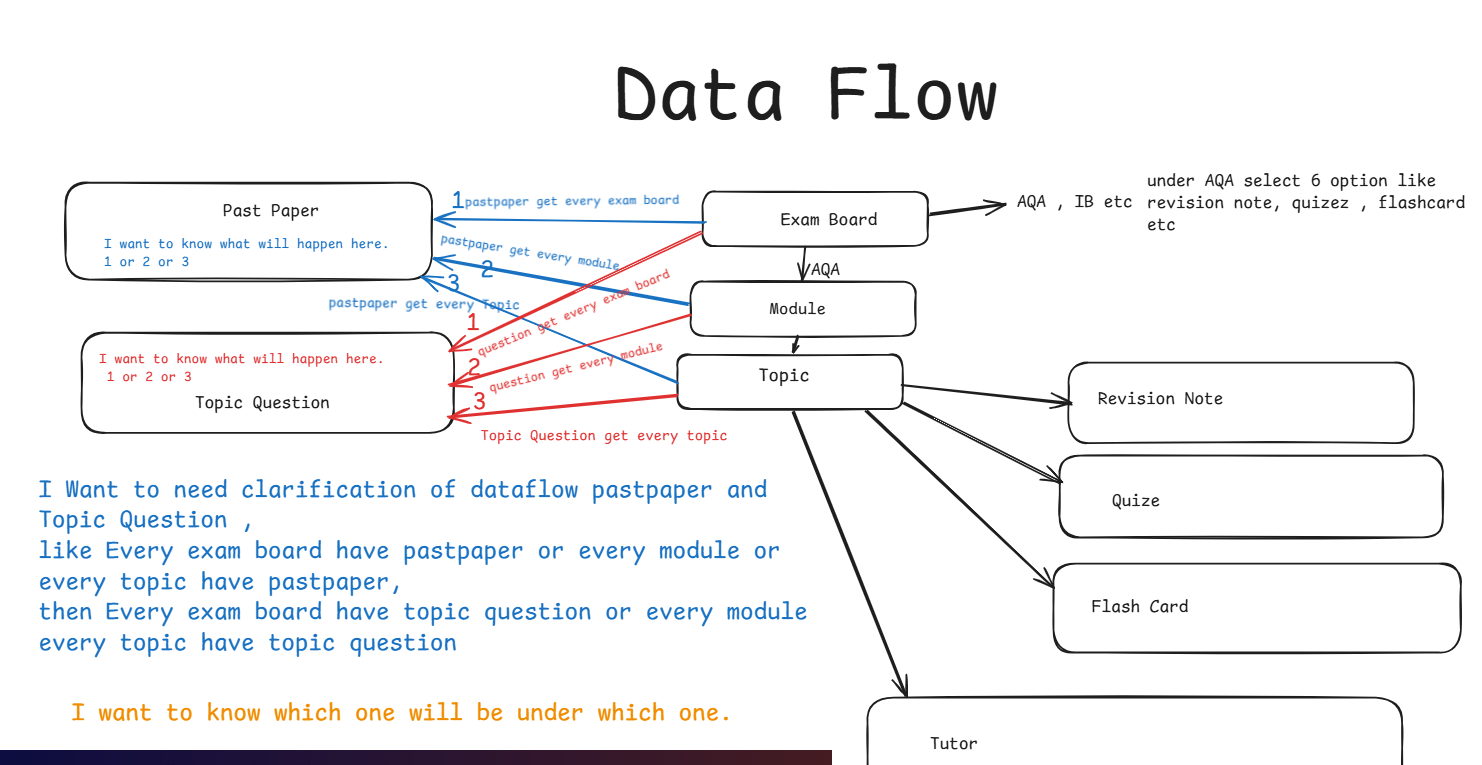 Data Flow
Past Paper
I want to know what will happen here.
1 or 2 or 3
1
pastpaper get every exam board
pastpaper get every module
2
3
pastpaper get every Topic
Exam Board
AQA , IB etc
under AQA select 6 option like
revision note, quizez , flashcard
etc
AQA
Module
Topic
1
question get every exam board
2
question get every module
3
Topic Question get every topic
I want to know what will happen here.
1 or 2 or 3
Topic Question
Revision Note
Quize
Flash Card
Tutor
I Want to need clarification of dataflow pastpaper and
Topic Question ,
like Every exam board have pastpaper or every module or
every topic have pastpaper,
then Every exam board have topic question or every module
every topic have topic question
I want to know which one will be under which one.